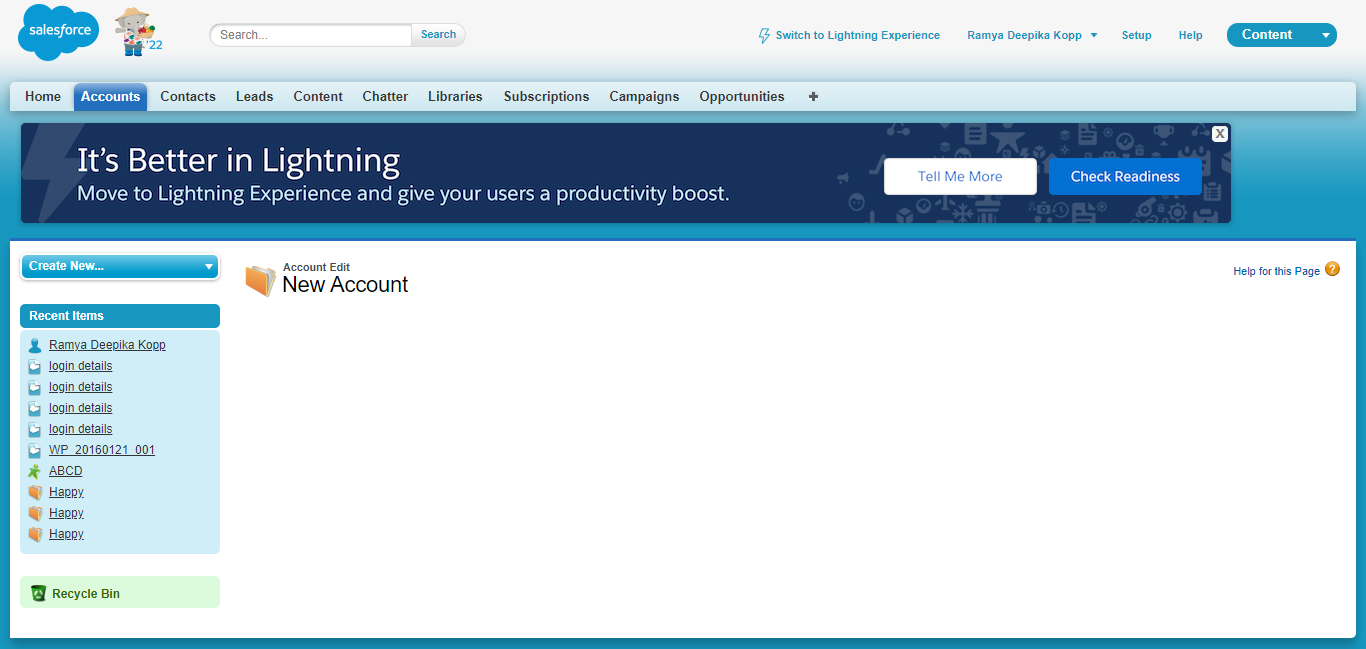 salesforce
'22
Search...
Search
Switch to Lightning Experience
Ramya Deepika Kopp
Setup
Help
Content
Home
Accounts
Contacts
Leads
Content
Chatter
Libraries
Subscriptions
Campaigns
Opportunities
+
It's Better in Lightning
Move to Lightning Experience and give your users a productivity boost.
Tell Me More
Check Readiness
X
Create New...
Account Edit
New Account
Help for this Page
?
Recent Items
Ramya Deepika Kopp
login details
login details
login details
login details
WP_20160121_001
ABCD
Happy
Happy
Happy
Recycle Bin